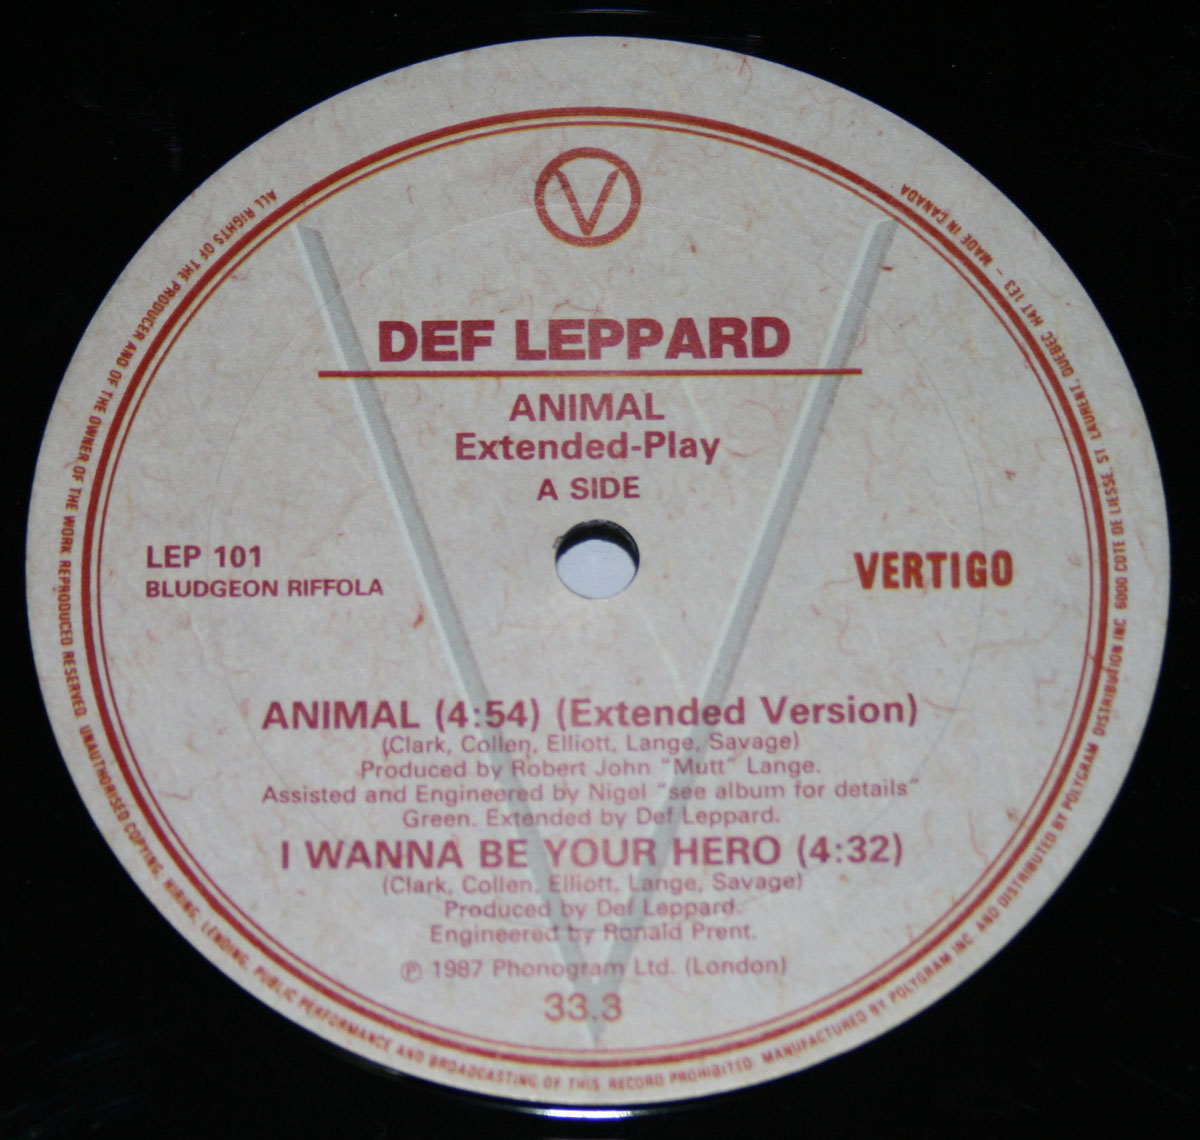 V
DEF LEPPARD
ANIMAL
Extended-Play
A SIDE
LEP 101
BLUDGEON RIFFOLA
VERTIGO
ANIMAL (4:54) (Extended Version)
(Clark, Collen, Elliott, Lange, Savage)
Produced by Robert John "Mutt" Lange.
Assisted and Engineered by Nigel "see album for details"
Green. Extended by Def Leppard.
I WANNA BE YOUR HERO (4:32)
(Clark, Collen, Elliott, Lange, Savage)
Produced by Def Leppard.
Engineered by Ronald Prent.
℗ 1987 Phonogram Ltd. (London)
33.3
ALL RIGHTS OF THE PRODUCER AND OF THE OWNER OF THE WORK REPRODUCED RESERVED. UNAUTHORISED COPYING, HIRING, LENDING, PUBLIC PERFORMANCE AND BROADCASTING OF THIS RECORD PROHIBITED. MANUFACTURED BY POLYGRAM INC. AND DISTRIBUTED BY POLYGRAM DISTRIBUTION INC 6000 COTE DE LIESSE, ST LAURENT, QUEBEC H4T 1E3 – MADE IN CANADA